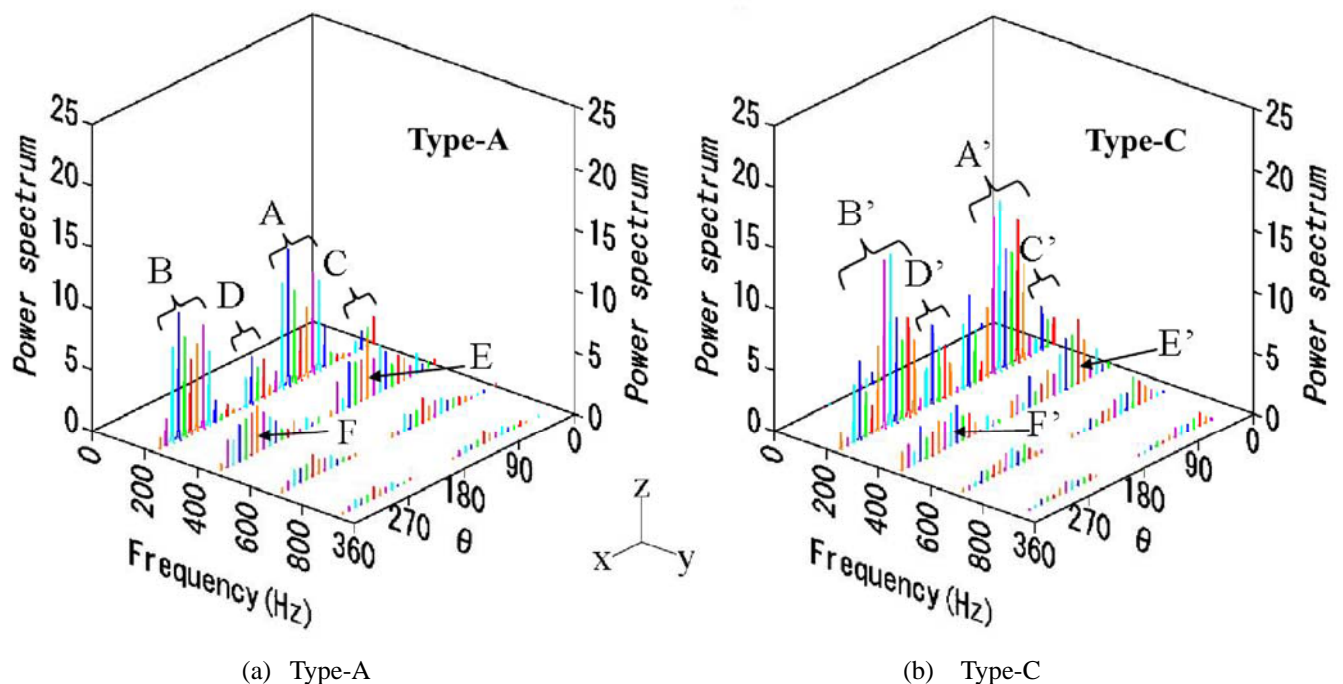 Power spectrum
25
20
15
10
5
0
Type-A
A
B
C
D
E
F
25
20
15
10
5
0
Power spectrum
0
200
400
600
800
Frequency(Hz)
0
90
180
270
360
θ
z
x
y
Power spectrum
25
20
15
10
5
0
Type-C
A'
B'
C'
D'
E'
F'
25
20
15
10
5
0
Power spectrum
0
200
400
600
800
Frequency(Hz)
0
90
180
270
360
θ
(a) Type-A
(b) Type-C